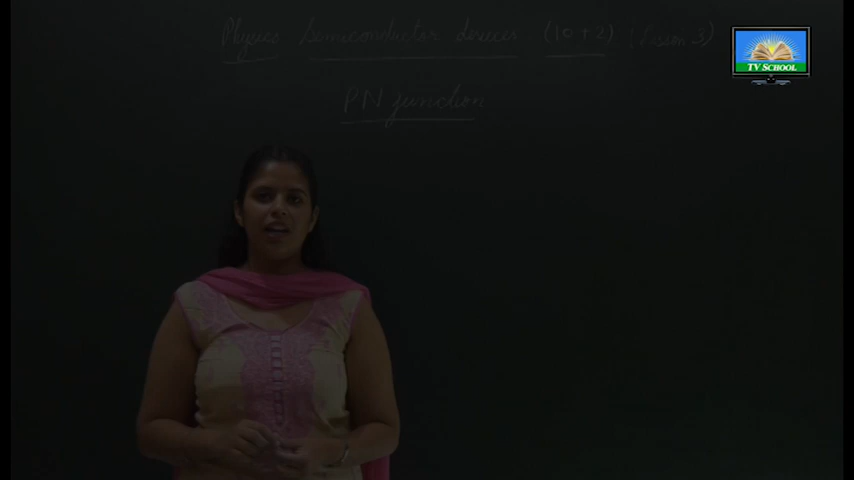 Physics Semiconductor devices (10+2) (Lesson 3)
PN junction
TV SCHOOL